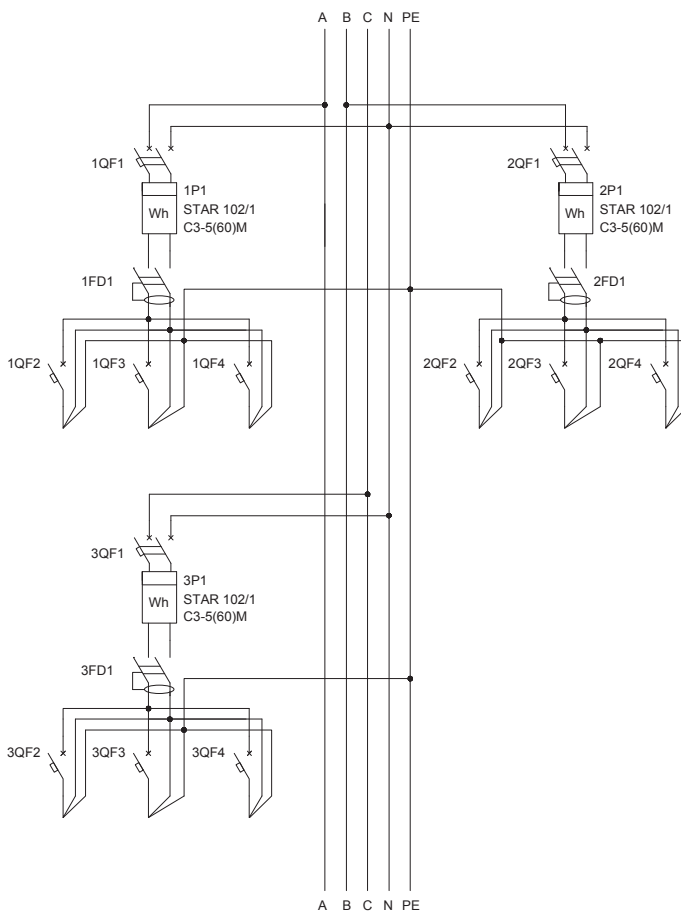 A B C N PE
1QF1
1P1
Wh
STAR 102/1
C3-5(60)M
1FD1
1QF2 1QF3 1QF4
2QF1
2P1
Wh
STAR 102/1
C3-5(60)M
2FD1
2QF2 2QF3 2QF4
3QF1
3P1
Wh
STAR 102/1
C3-5(60)M
3FD1
3QF2 3QF3 3QF4
A B C N PE